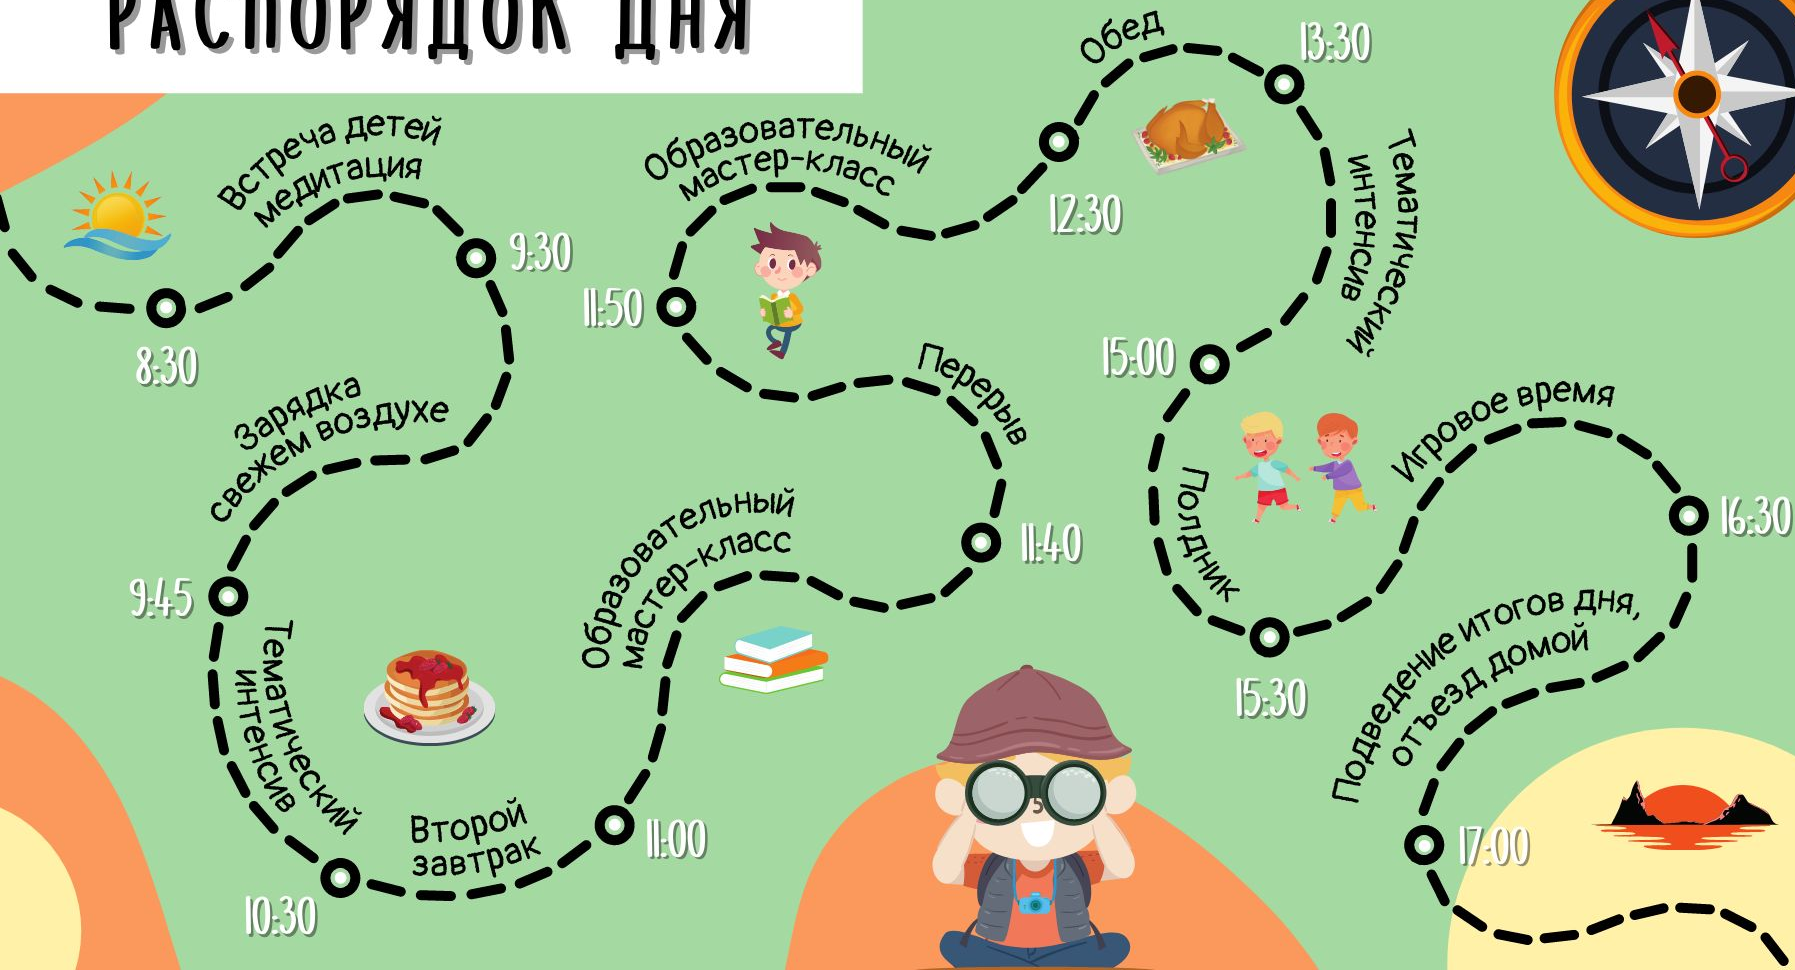 РАСПОРЯДОК ДНЯ
8:30
Встреча детей
медитация
9:30
Зарядка
свежем воздухе
9:45
Тематический
интенсив
10:30
Второй
завтрак
11:00
Образовательный
мастер-класс
11:40
Перерыв
11:50
Образовательный
мастер-класс
12:30
Обед
13:30
Тематический
интенсив
15:00
Полдник
15:30
Игровое время
16:30
Подведение итогов дня,
отъезд домой
17:00